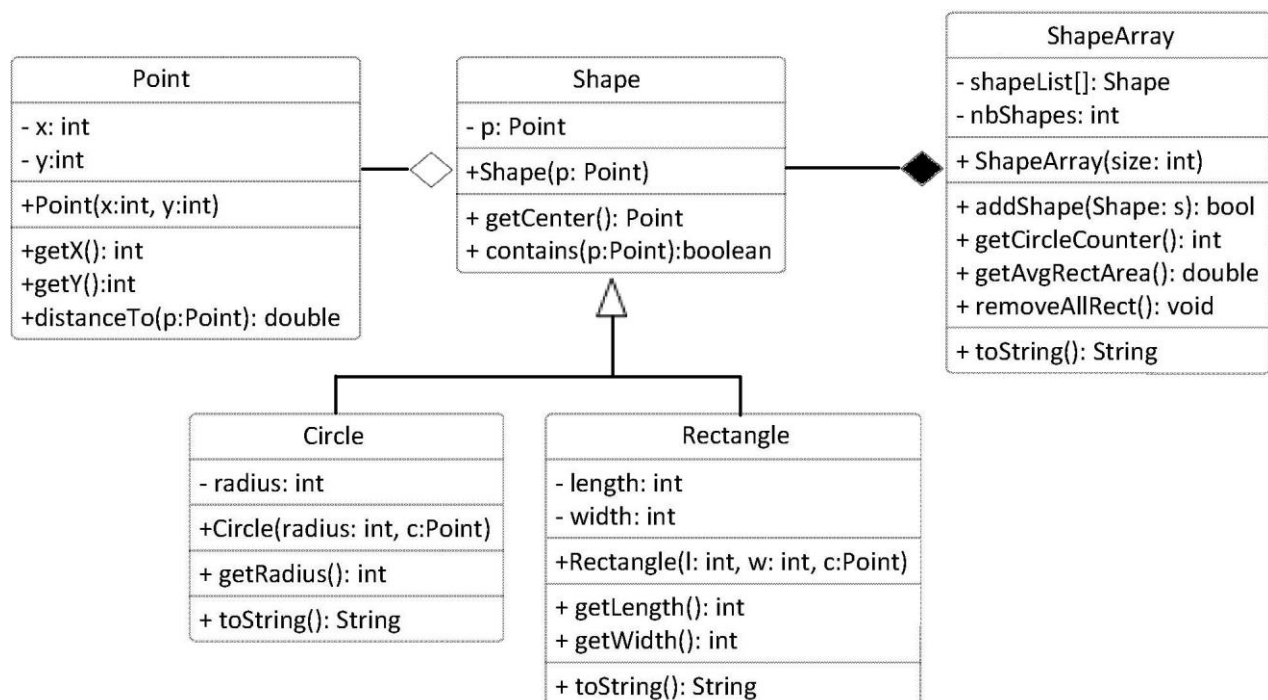 Point
- x: int
- y:int
+Point(x:int, y:int)
+getX(): int
+getY():int
+distanceTo(p:Point): double
Shape
- p: Point
+Shape(p: Point)
+ getCenter(): Point
+ contains(p:Point):boolean
ShapeArray
- shapeList[]: Shape
- nbShapes: int
+ ShapeArray(size: int)
+ addShape(Shape: s): bool
+ getCircleCounter(): int
+ getAvgRectArea(): double
+ removeAllRect(): void
+ toString(): String
Circle
- radius: int
+Circle(radius: int, c:Point)
+ getRadius(): int
+ toString(): String
Rectangle
- length: int
- width: int
+Rectangle(l: int, w: int, c:Point)
+ getLength(): int
+ getWidth(): int
+ toString(): String